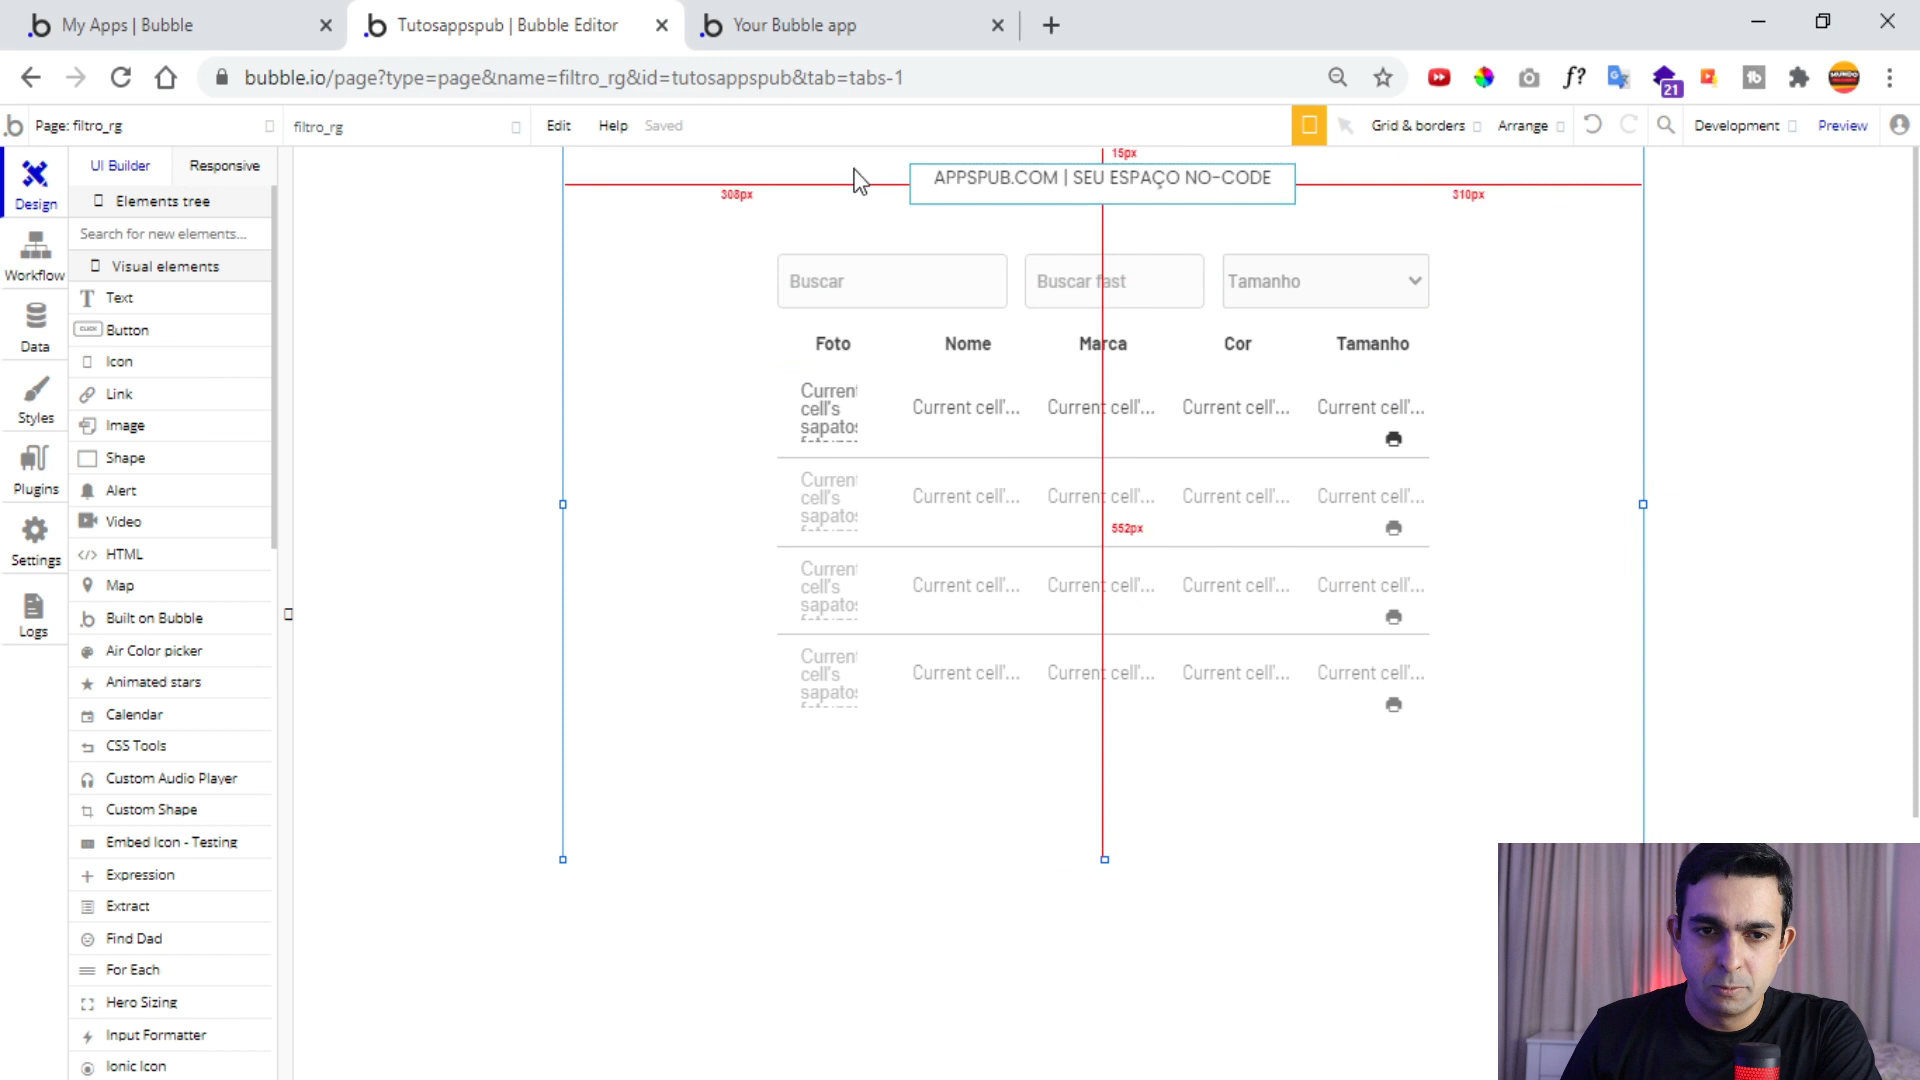 My Apps | Bubble
Tutosappspub | Bubble Editor
Your Bubble app
bubble.io/page?type=page&name=filtro_rg&id=tutosappspub&tab=tabs-1
f?
21
Page: filtro_rg
filtro_rg
Edit
Help
Saved
Grid & borders
Arrange
Development
Preview
Design
Workflow
Data
Styles
Plugins
Settings
Logs
UI Builder
Responsive
Elements tree
Search for new elements...
Visual elements
Text
CLICK
Button
Icon
Link
Image
Shape
Alert
Video
HTML
Map
Built on Bubble
Air Color picker
Animated stars
Calendar
CSS Tools
Custom Audio Player
Custom Shape
Embed Icon - Testing
Expression
Extract
Find Dad
For Each
Hero Sizing
Input Formatter
Ionic Icon
15px
APPSPUB.COM | SEU ESPAÇO NO-CODE
308px
310px
Buscar
Buscar fast
Tamanho
Foto Nome Marca Cor Tamanho
Current
cell's
sapato
Current cell'... Current cell'... Current cell'... Current cell'...
Current
cell's
sapato
Current cell'... Current cell'... Current cell'... Current cell'...
552px
Current
cell's
sapato
Current cell'... Current cell'... Current cell'... Current cell'...
Current
cell's
sapato
Current cell'... Current cell'... Current cell'... Current cell'...